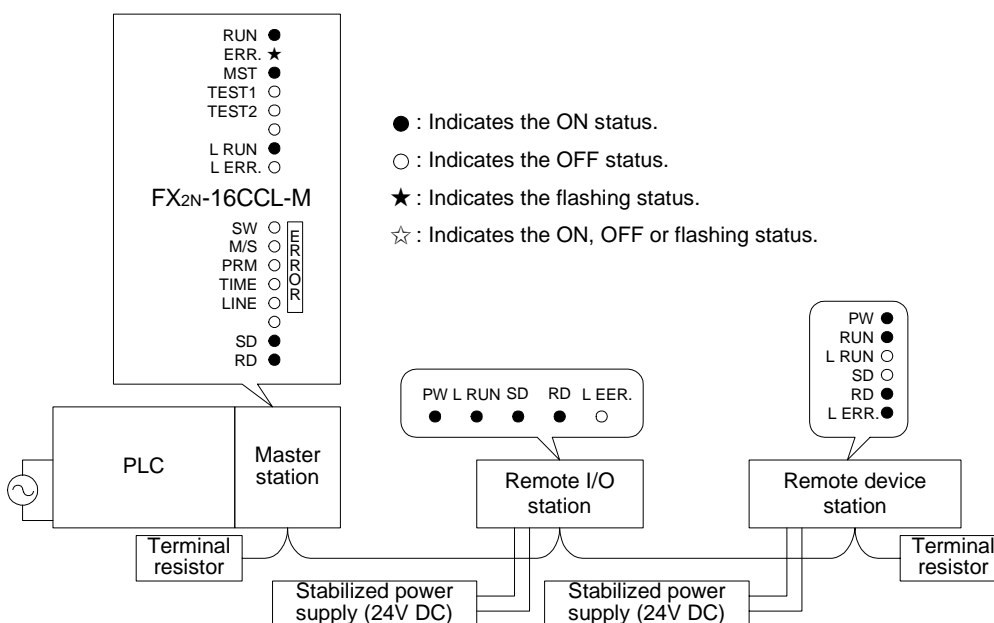 RUN ●
ERR. ★
MST ●
TEST1 ○
TEST2 ○
○
L RUN ●
L ERR. ○
FX2N-16CCL-M
SW ○
M/S ○
PRM ○
TIME ○
LINE ○
ERROR
○
SD ●
RD ●
● : Indicates the ON status.
○ : Indicates the OFF status.
★ : Indicates the flashing status.
☆ : Indicates the ON, OFF or flashing status.
PW L RUN SD RD L EER.
● ● ● ● ○
PW ●
RUN ●
L RUN ○
SD ○
RD ●
L ERR. ●
PLC
Master
station
Remote I/O
station
Remote device
station
Terminal
resistor
Terminal
resistor
Stabilized power
supply (24V DC)
Stabilized power
supply (24V DC)